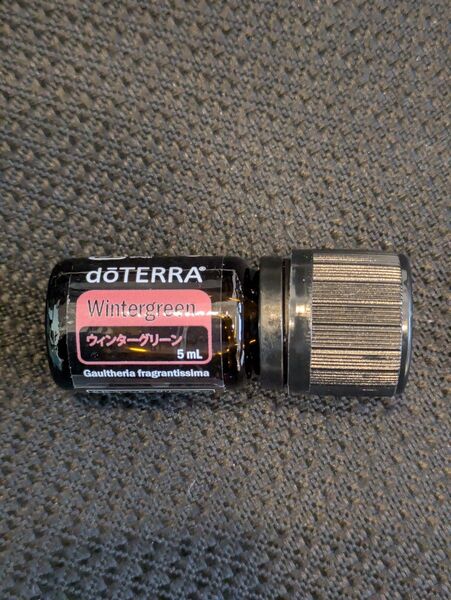 dōTERRA®
Wintergreen
ウィンターグリーン
5 mL
Gaultheria fragrantissima